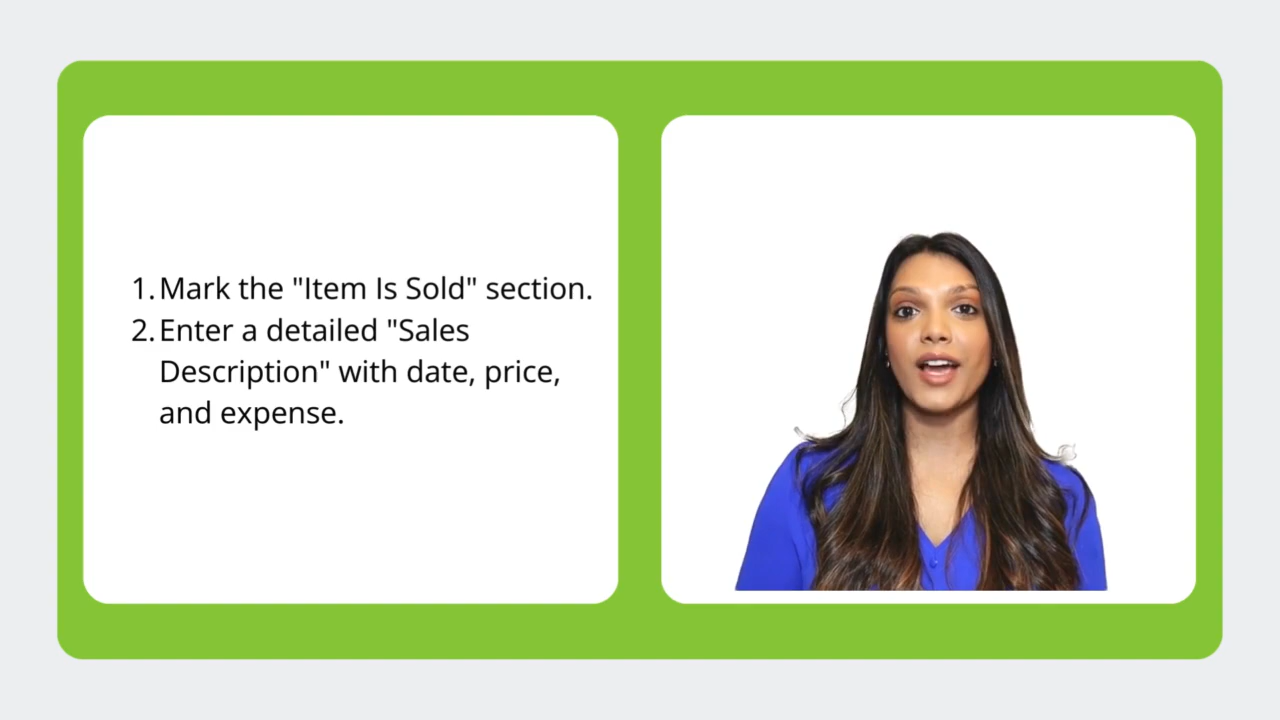 1. Mark the "Item Is Sold" section.
2. Enter a detailed "Sales
Description" with date, price,
and expense.